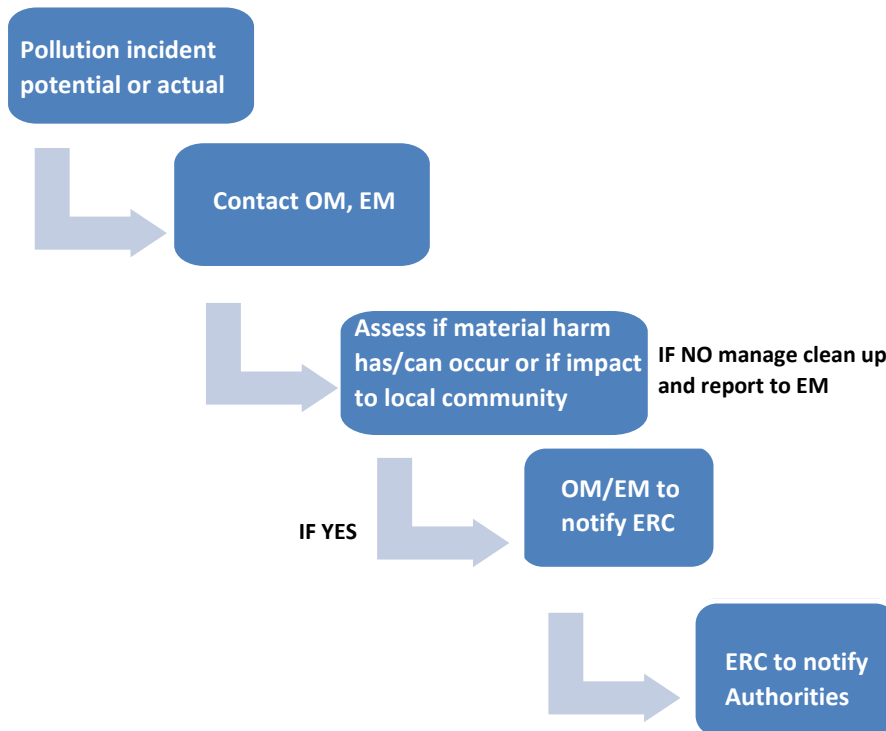 Pollution incident
potential or actual
Contact OM, EM
Assess if material harm
has/can occur or if impact
to local community
IF NO manage clean up
and report to EM
OM/EM to
notify ERC
IF YES
ERC to notify
Authorities